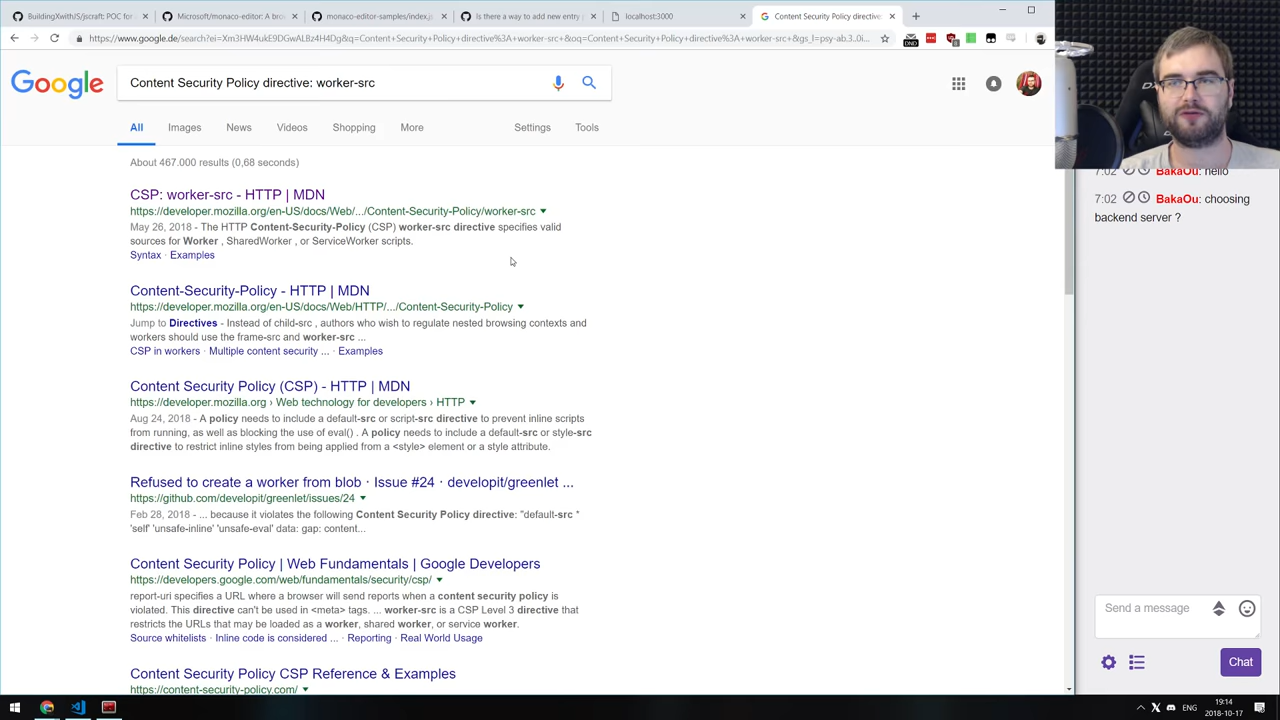 BuildingXwithJS/jscraft: POC for
Microsoft/monaco-editor: A brow
monaco-editor-samples/index.js
Is there a way to add new entry p
localhost:3000
Content Security Policy directive:
https://www.google.de/search?ei=Xm3HW4ukE9DGwALBz4H4Dg&q=Content+Security+Policy+directive%3A+worker-src+&oq=Content+Security+Policy+directive%3A+worker-src+&gs_l=psy-ab.3..0i...
DND
Google
Content Security Policy directive: worker-src
All Images News Videos Shopping More Settings Tools
About 467.000 results (0,68 seconds)
CSP: worker-src - HTTP | MDN
https://developer.mozilla.org/en-US/docs/Web/.../Content-Security-Policy/worker-src
May 26, 2018 - The HTTP Content-Security-Policy (CSP) worker-src directive specifies valid
sources for Worker , SharedWorker , or ServiceWorker scripts.
Syntax · Examples
Content-Security-Policy - HTTP | MDN
https://developer.mozilla.org/en-US/docs/Web/HTTP/.../Content-Security-Policy
Jump to Directives - Instead of child-src , authors who wish to regulate nested browsing contexts and
workers should use the frame-src and worker-src ...
CSP in workers · Multiple content security ... · Examples
Content Security Policy (CSP) - HTTP | MDN
https://developer.mozilla.org › Web technology for developers › HTTP
Aug 24, 2018 - A policy needs to include a default-src or script-src directive to prevent inline scripts
from running, as well as blocking the use of eval() . A policy needs to include a default-src or style-src
directive to restrict inline styles from being applied from a <style> element or a style attribute.
Refused to create a worker from blob · Issue #24 · developit/greenlet ...
https://github.com/developit/greenlet/issues/24
Feb 28, 2018 - ... because it violates the following Content Security Policy directive: "default-src *
'self' 'unsafe-inline' 'unsafe-eval' data: gap: content...
Content Security Policy | Web Fundamentals | Google Developers
https://developers.google.com/web/fundamentals/security/csp/
report-uri specifies a URL where a browser will send reports when a content security policy is
violated. This directive can't be used in <meta> tags. ... worker-src is a CSP Level 3 directive that
restricts the URLs that may be loaded as a worker, shared worker, or service worker.
Source whitelists · Inline code is considered ... · Reporting · Real World Usage
Content Security Policy CSP Reference & Examples
https://content-security-policy.com/
7:02 BakaOu: hello
7:02 BakaOu: choosing
backend server ?
Send a message
Chat
ENG
19:14
2018-10-17